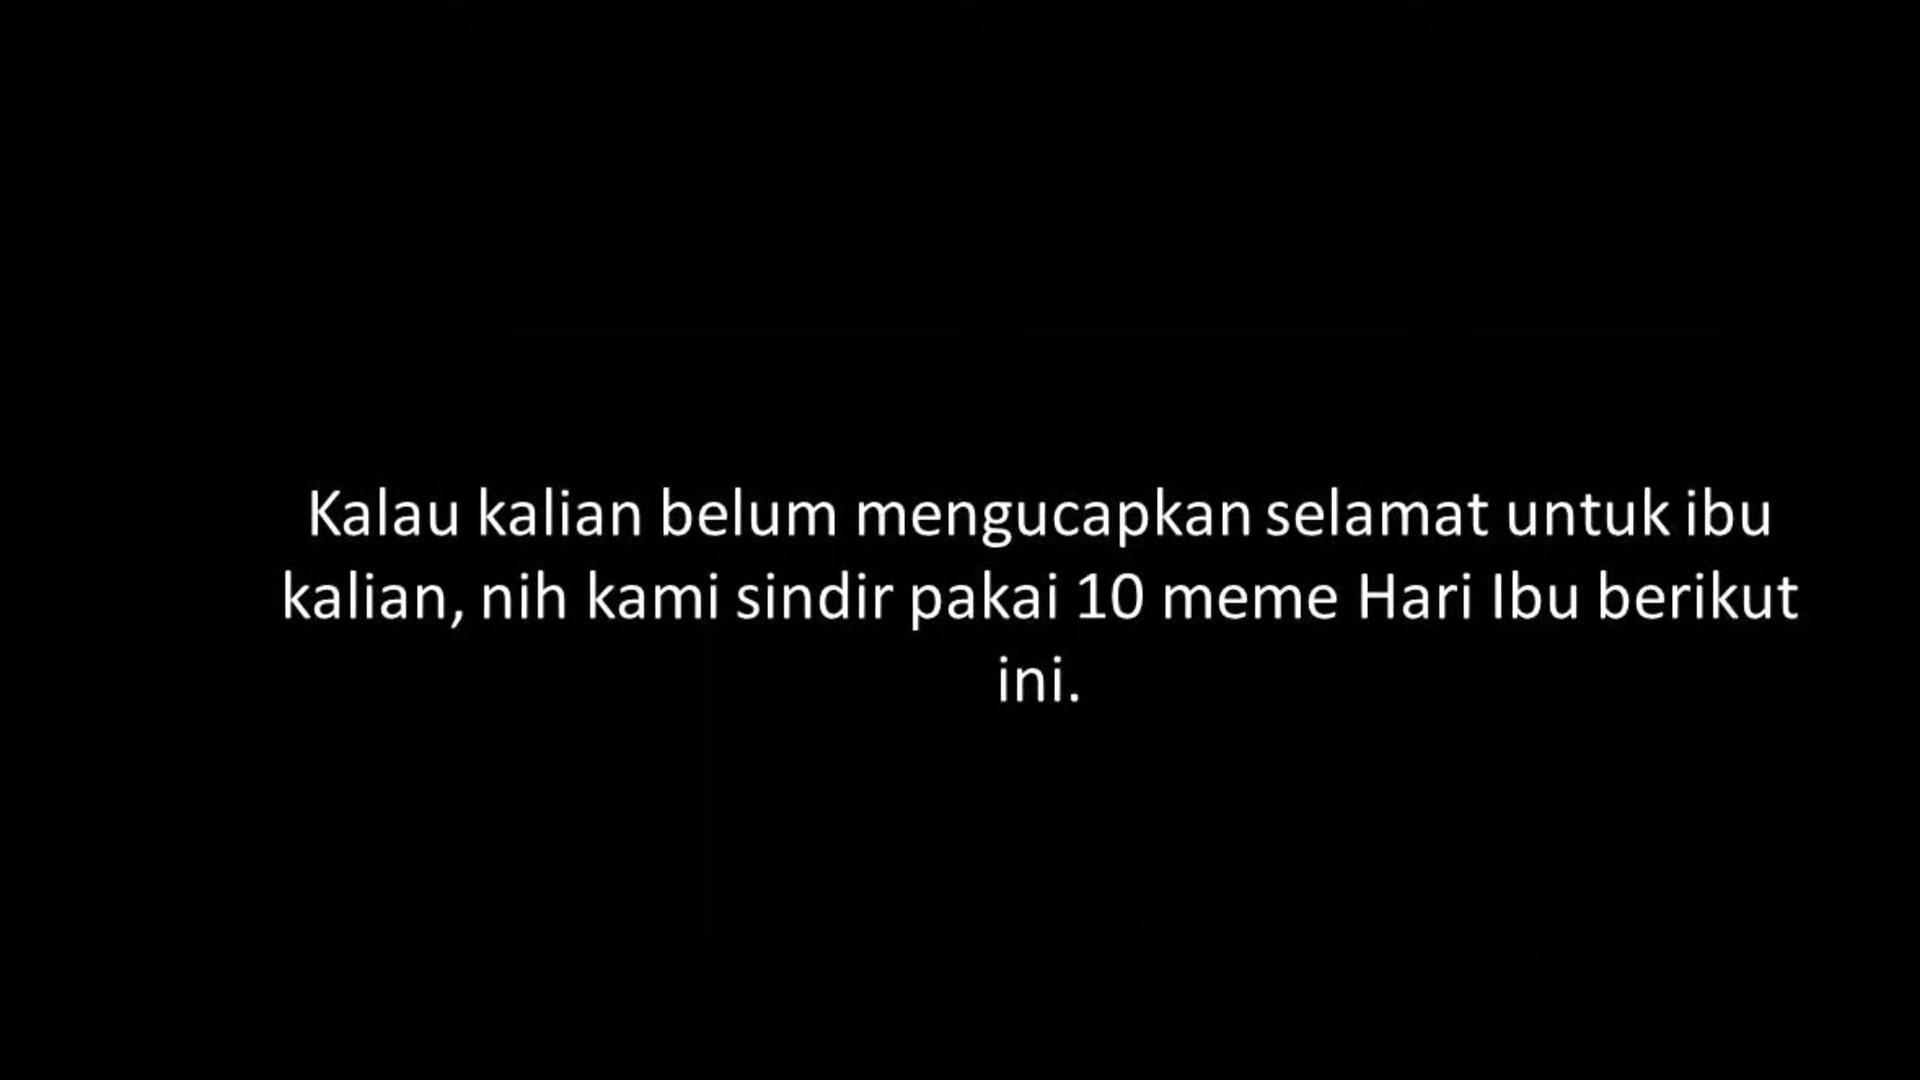 Kalau kalian belum mengucapkan selamat untuk ibu
kalian, nih kami sindir pakai 10 meme Hari Ibu berikut
ini.